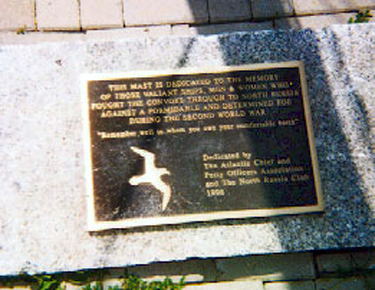 THIS MAST IS DEDICATED TO THE MEMORY
OF THOSE VALIANT SHIPS, MEN & WOMEN WHO
FOUGHT THE CONVOYS THROUGH TO NORTH RUSSIA
AGAINST A FORMIDABLE AND DETERMINED FOE
DURING THE SECOND WORLD WAR
"Remember well to whom you owe your comfortable berth"
Dedicated by
The Atlantic Chief and
Petty Officers Association
and The North Russia Club
1998